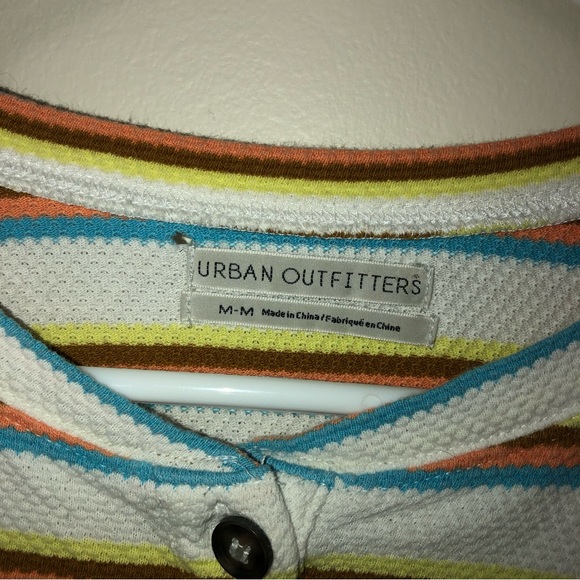 URBAN OUTFITTERS
M-M Made in China / Fabriqué en Chine